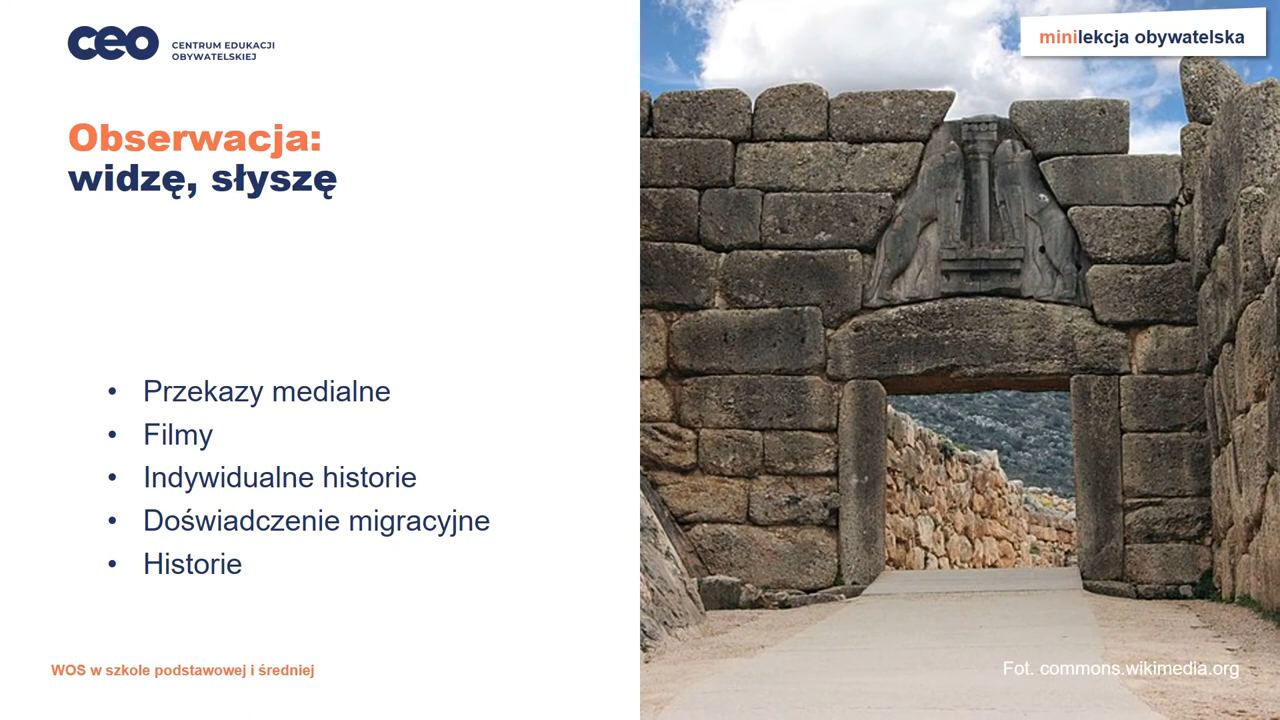 ceo CENTRUM EDUKACJI
OBYWATELSKIEJ
minilekcja obywatelska
Obserwacja:
widzę, słyszę
• Przekazy medialne
• Filmy
• Indywidualne historie
• Doświadczenie migracyjne
• Historie
WOS w szkole podstawowej i średniej
Fot. commons.wikimedia.org